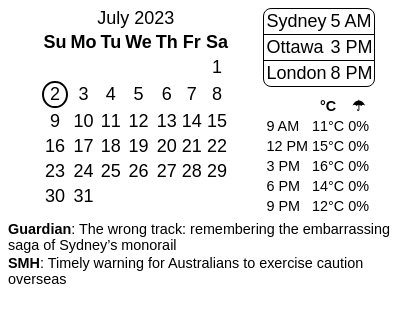 July 2023
Su Mo Tu We Th Fr Sa
1
2 3 4 5 6 7 8
9 10 11 12 13 14 15
16 17 18 19 20 21 22
23 24 25 26 27 28 29
30 31
Sydney 5 AM
Ottawa 3 PM
London 8 PM
°C ☂
9 AM 11°C 0%
12 PM 15°C 0%
3 PM 16°C 0%
6 PM 14°C 0%
9 PM 12°C 0%
Guardian: The wrong track: remembering the embarrassing
saga of Sydney’s monorail
SMH: Timely warning for Australians to exercise caution
overseas